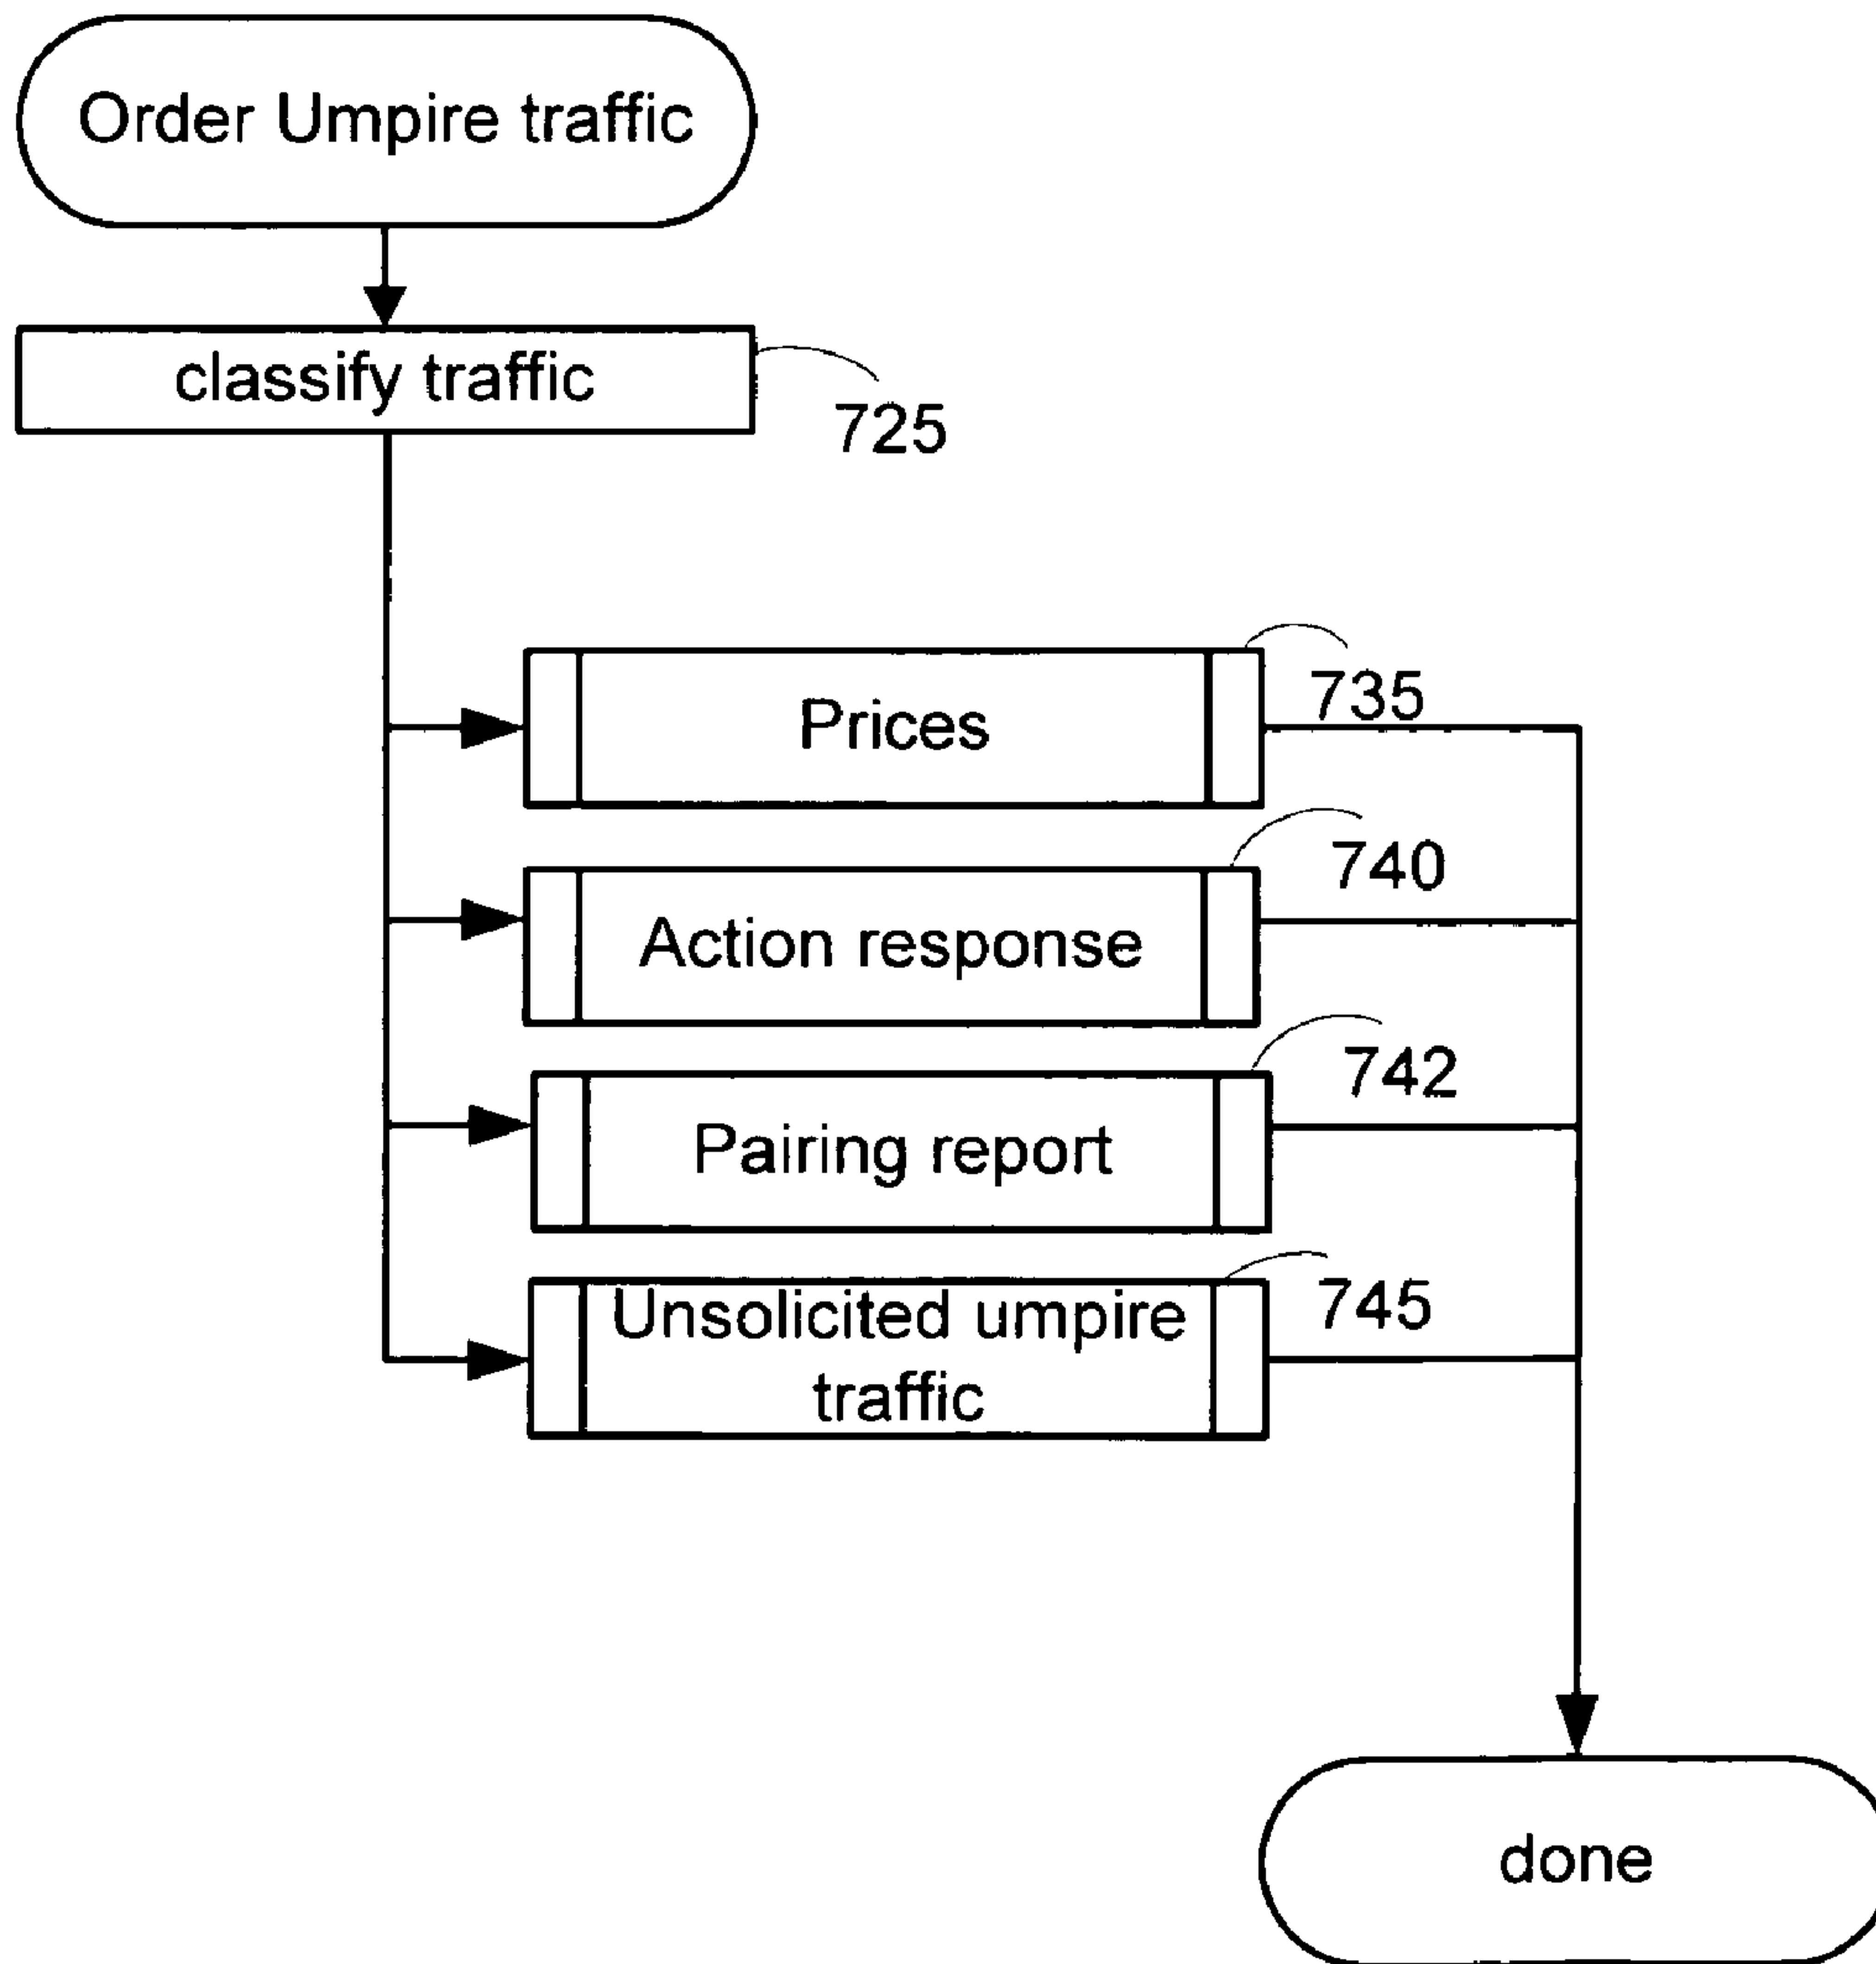 Order Umpire traffic
classify traffic
725
735
Prices
740
Action response
742
Pairing report
745
Unsolicited umpire
traffic
done